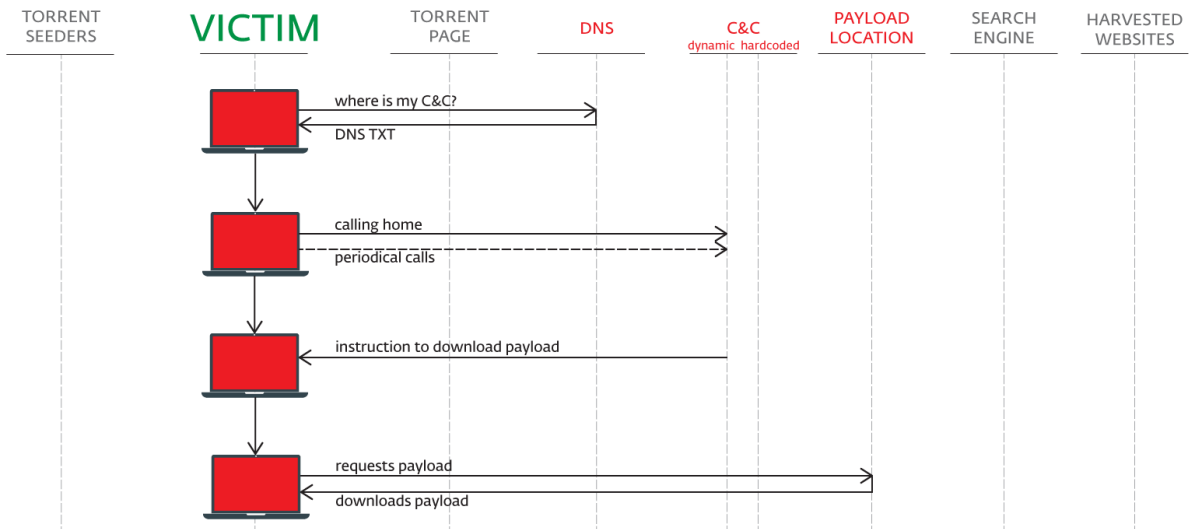 TORRENT
SEEDERS
VICTIM
TORRENT
PAGE
DNS
C&C
dynamic hardcoded
PAYLOAD
LOCATION
SEARCH
ENGINE
HARVESTED
WEBSITES
where is my C&C?
DNS TXT
calling home
periodical calls
instruction to download payload
requests payload
downloads payload